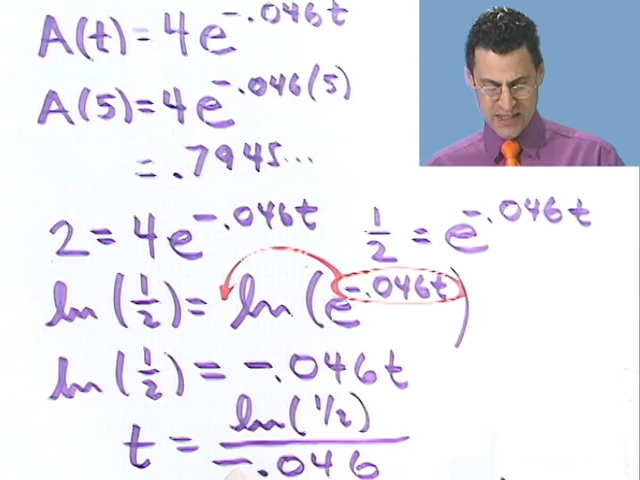 A(t) = 4e^-.046t
A(5) = 4e^-.046(5)
= .7945...
2 = 4e^-.046t
1/2 = e^-.046t
ln(1/2) = ln(e^-.046t)
ln(1/2) = -.046t
t = ln(1/2)/-.046